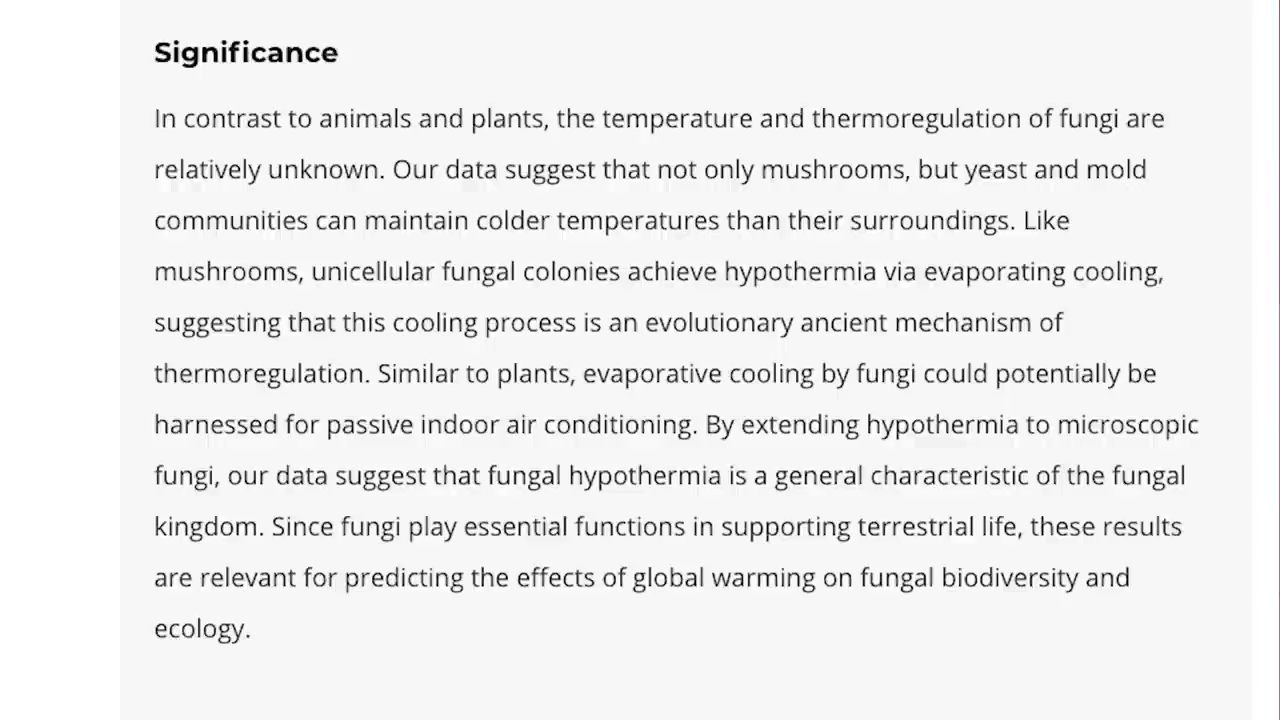 Significance
In contrast to animals and plants, the temperature and thermoregulation of fungi are
relatively unknown. Our data suggest that not only mushrooms, but yeast and mold
communities can maintain colder temperatures than their surroundings. Like
mushrooms, unicellular fungal colonies achieve hypothermia via evaporating cooling,
suggesting that this cooling process is an evolutionary ancient mechanism of
thermoregulation. Similar to plants, evaporative cooling by fungi could potentially be
harnessed for passive indoor air conditioning. By extending hypothermia to microscopic
fungi, our data suggest that fungal hypothermia is a general characteristic of the fungal
kingdom. Since fungi play essential functions in supporting terrestrial life, these results
are relevant for predicting the effects of global warming on fungal biodiversity and
ecology.